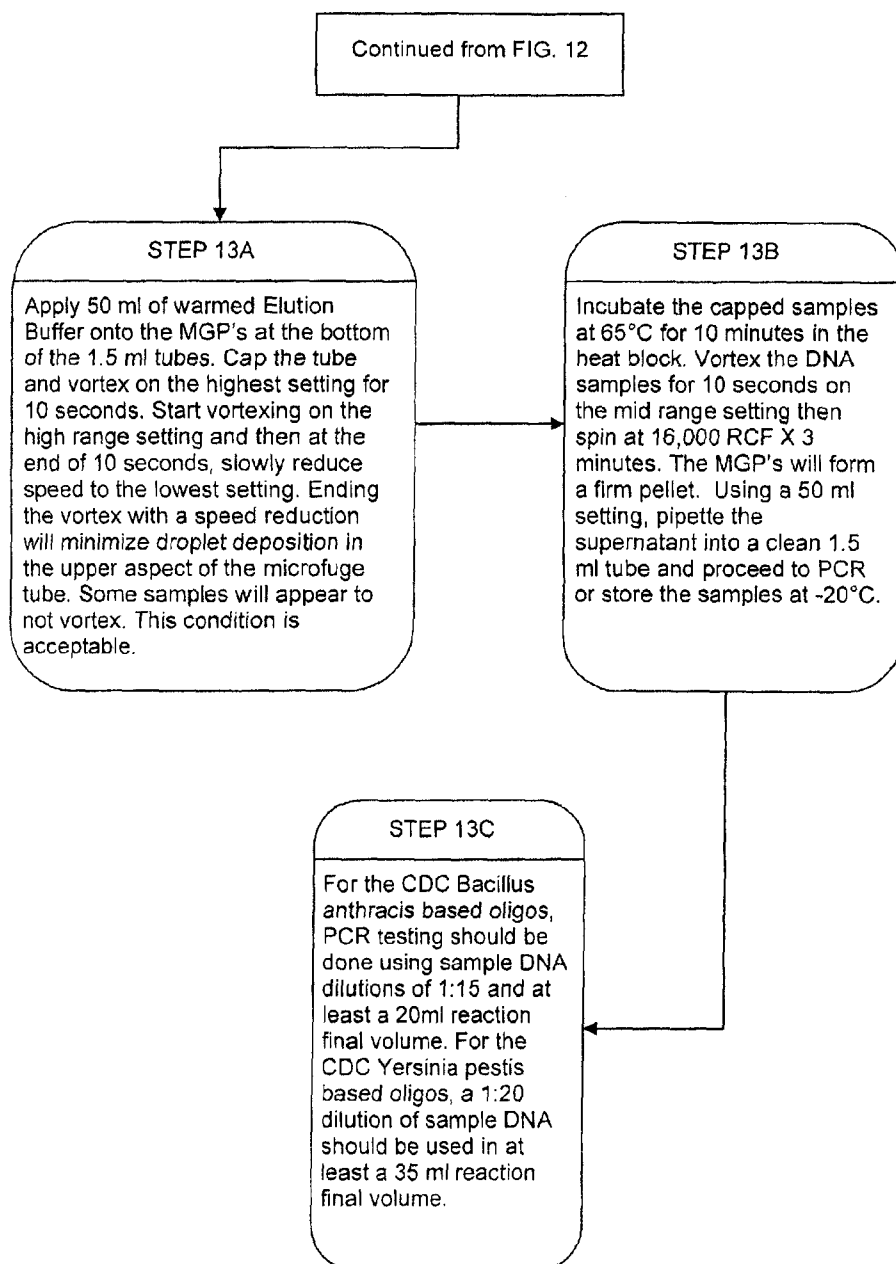 Continued from FIG. 12
STEP 13A
Apply 50 ml of warmed Elution
Buffer onto the MGP's at the bottom
of the 1.5 ml tubes. Cap the tube
and vortex on the highest setting for
10 seconds. Start vortexing on the
high range setting and then at the
end of 10 seconds, slowly reduce
speed to the lowest setting. Ending
the vortex with a speed reduction
will minimize droplet deposition in
the upper aspect of the microfuge
tube. Some samples will appear to
not vortex. This condition is
acceptable.
STEP 13B
Incubate the capped samples
at 65°C for 10 minutes in the
heat block. Vortex the DNA
samples for 10 seconds on
the mid range setting then
spin at 16,000 RCF X 3
minutes. The MGP's will form
a firm pellet. Using a 50 ml
setting, pipette the
supernatant into a clean 1.5
ml tube and proceed to PCR
or store the samples at -20°C.
STEP 13C
For the CDC Bacillus
anthracis based oligos,
PCR testing should be
done using sample DNA
dilutions of 1:15 and at
least a 20ml reaction
final volume. For the
CDC Yersinia pestis
based oligos, a 1:20
dilution of sample DNA
should be used in at
least a 35 ml reaction
final volume.